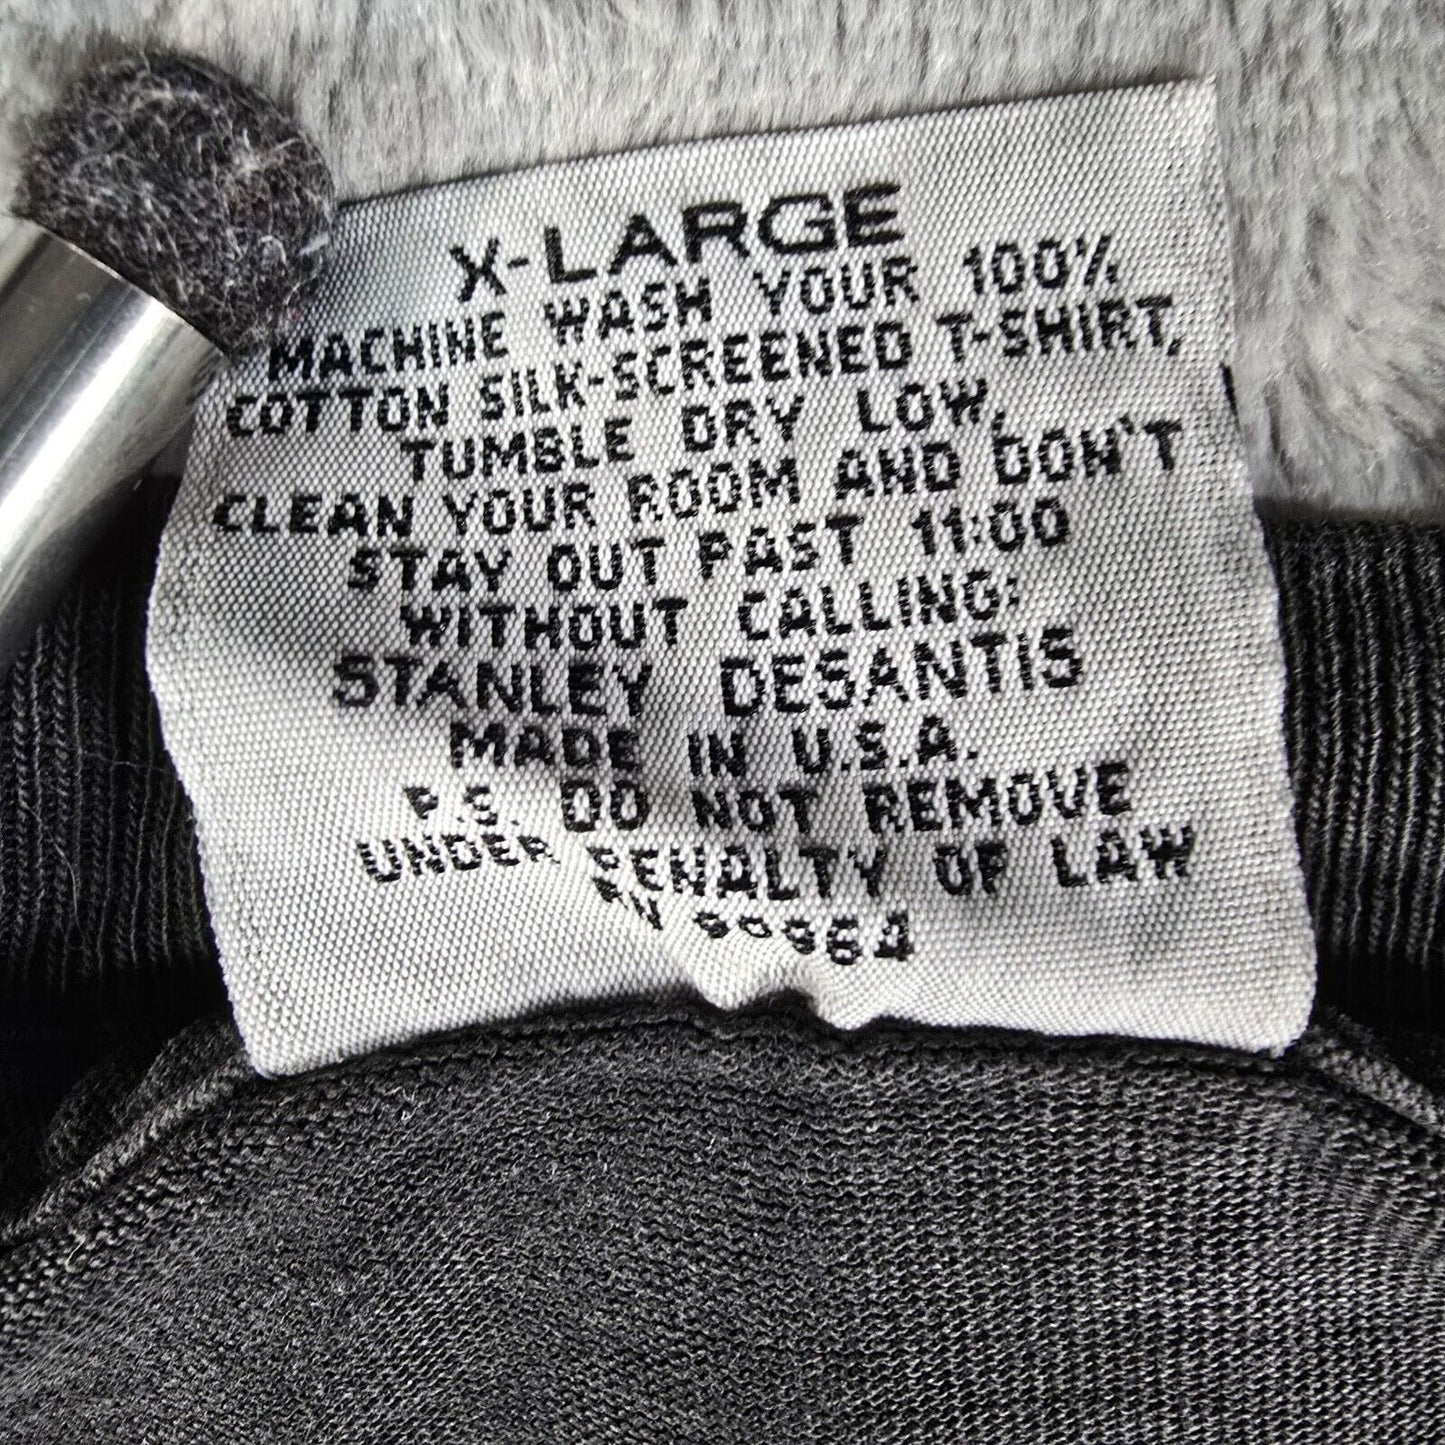 X-LARGE
MACHINE WASH YOUR 100%
COTTON SILK-SCREENED T-SHIRT,
TUMBLE DRY LOW,
CLEAN YOUR ROOM AND DON'T
STAY OUT PAST 11:00
WITHOUT CALLING:
STANLEY DESANTIS
MADE IN U.S.A.
P.S. DO NOT REMOVE
UNDER PENALTY OF LAW